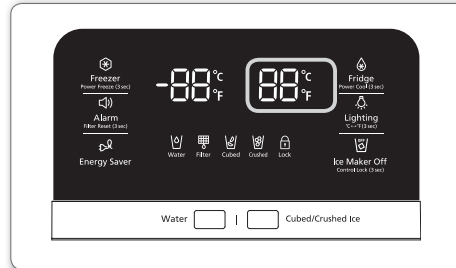 Freezer
Power Freeze (3 sec)
Alarm
Filter Reset (3 sec)
Energy Saver
-88 °C °F
88 °C °F
Water Filter Cubed Crushed Lock
Fridge
Power Cool (3 sec)
Lighting
°C↔°F (3 sec)
OFF
Ice Maker Off
Control Lock (3 sec)
Water | Cubed/Crushed Ice